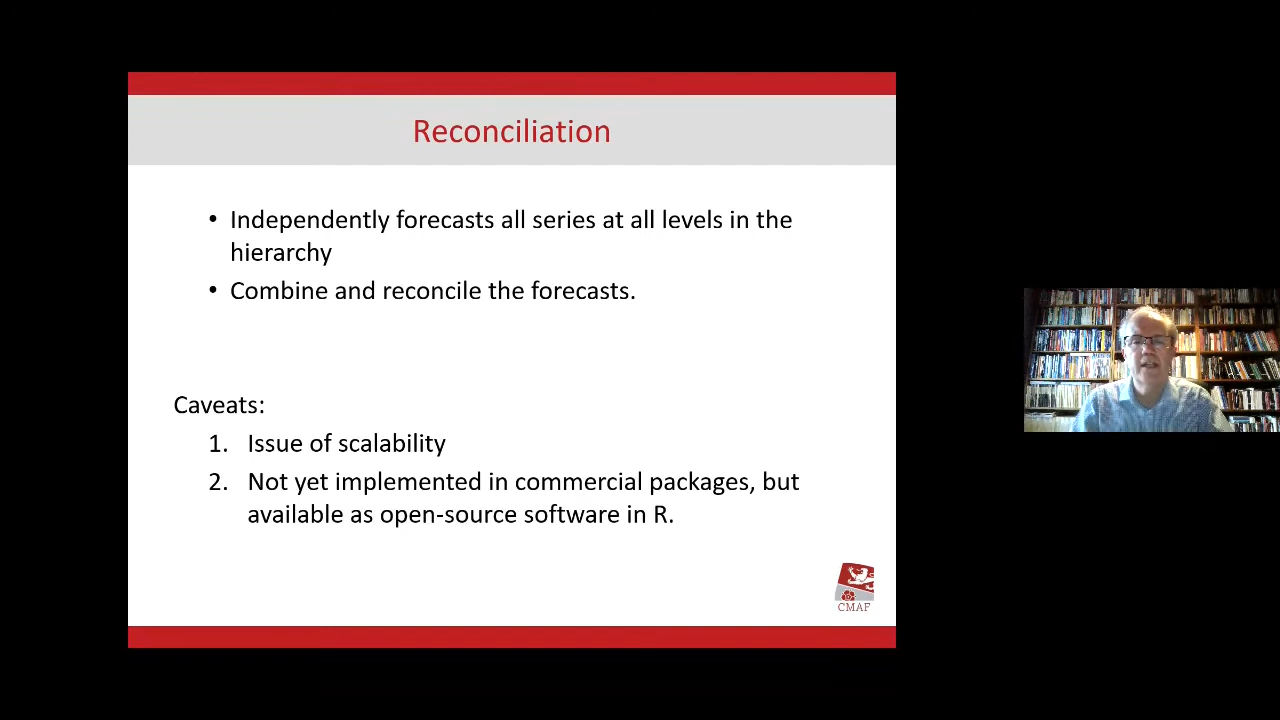 Reconciliation
• Independently forecasts all series at all levels in the
hierarchy
• Combine and reconcile the forecasts.
Caveats:
1. Issue of scalability
2. Not yet implemented in commercial packages, but
available as open-source software in R.
CMAF